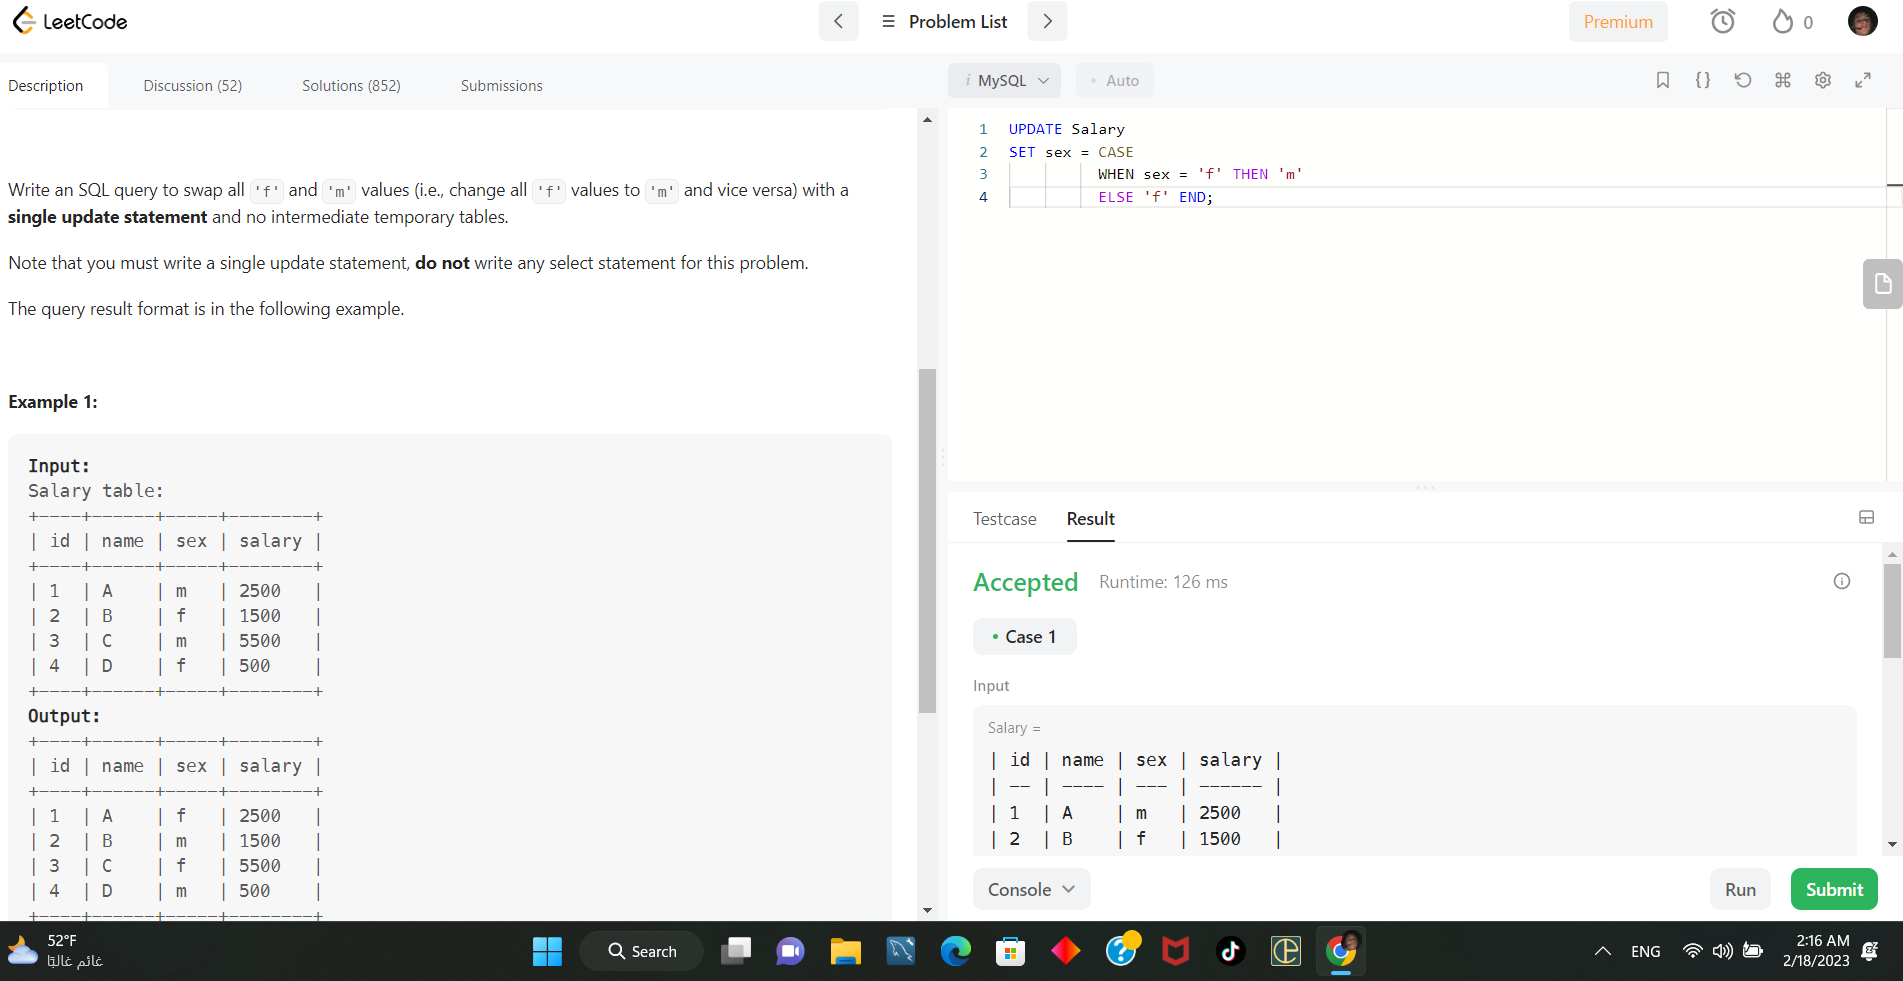 LeetCode
Problem List
Premium
0
Description
Discussion (52)
Solutions (852)
Submissions
Write an SQL query to swap all 'f' and 'm' values (i.e., change all 'f' values to 'm' and vice versa) with a
single update statement and no intermediate temporary tables.
Note that you must write a single update statement, do not write any select statement for this problem.
The query result format is in the following example.
Example 1:
Input:
Salary table:
+----+------+-----+--------+
| id | name | sex | salary |
+----+------+-----+--------+
| 1  | A    | m   | 2500   |
| 2  | B    | f   | 1500   |
| 3  | C    | m   | 5500   |
| 4  | D    | f   | 500    |
+----+------+-----+--------+
Output:
+----+------+-----+--------+
| id | name | sex | salary |
+----+------+-----+--------+
| 1  | A    | f   | 2500   |
| 2  | B    | m   | 1500   |
| 3  | C    | f   | 5500   |
| 4  | D    | m   | 500    |
+----+------+-----+--------+
i MySQL
• Auto
1 UPDATE Salary
2 SET sex = CASE
3 WHEN sex = 'f' THEN 'm'
4 ELSE 'f' END;
Testcase
Result
Accepted
Runtime: 126 ms
• Case 1
Input
Salary =
| id | name | sex | salary |
| -- | ---- | --- | ------ |
| 1  | A    | m   | 2500   |
| 2  | B    | f   | 1500   |
Console
Run
Submit
52°F
غائم غالبًا
Search
ENG
2:16 AM
2/18/2023